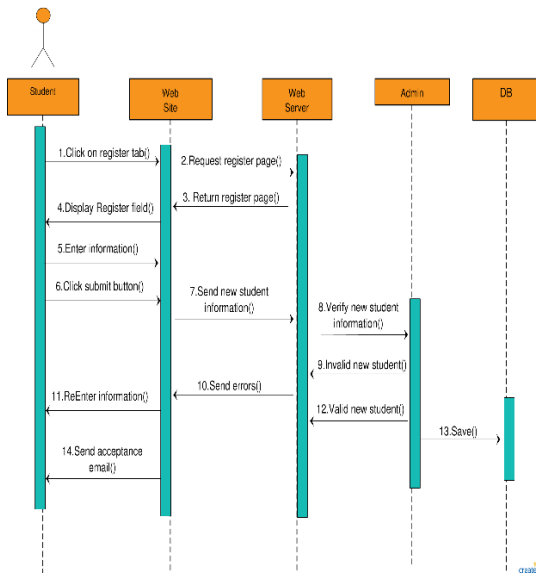 Student
Web
Site
Web
Server
Admin
DB
1.Click on register tab()
2.Request register page()
3. Return register page()
4.Display Register field()
5.Enter information()
6.Click submit button()
7.Send new student
information()
8.Verify new student
information()
9.Invalid new student()
10.Send errors()
11.ReEnter information()
12.Valid new student()
13.Save()
14.Send acceptance
email()
create